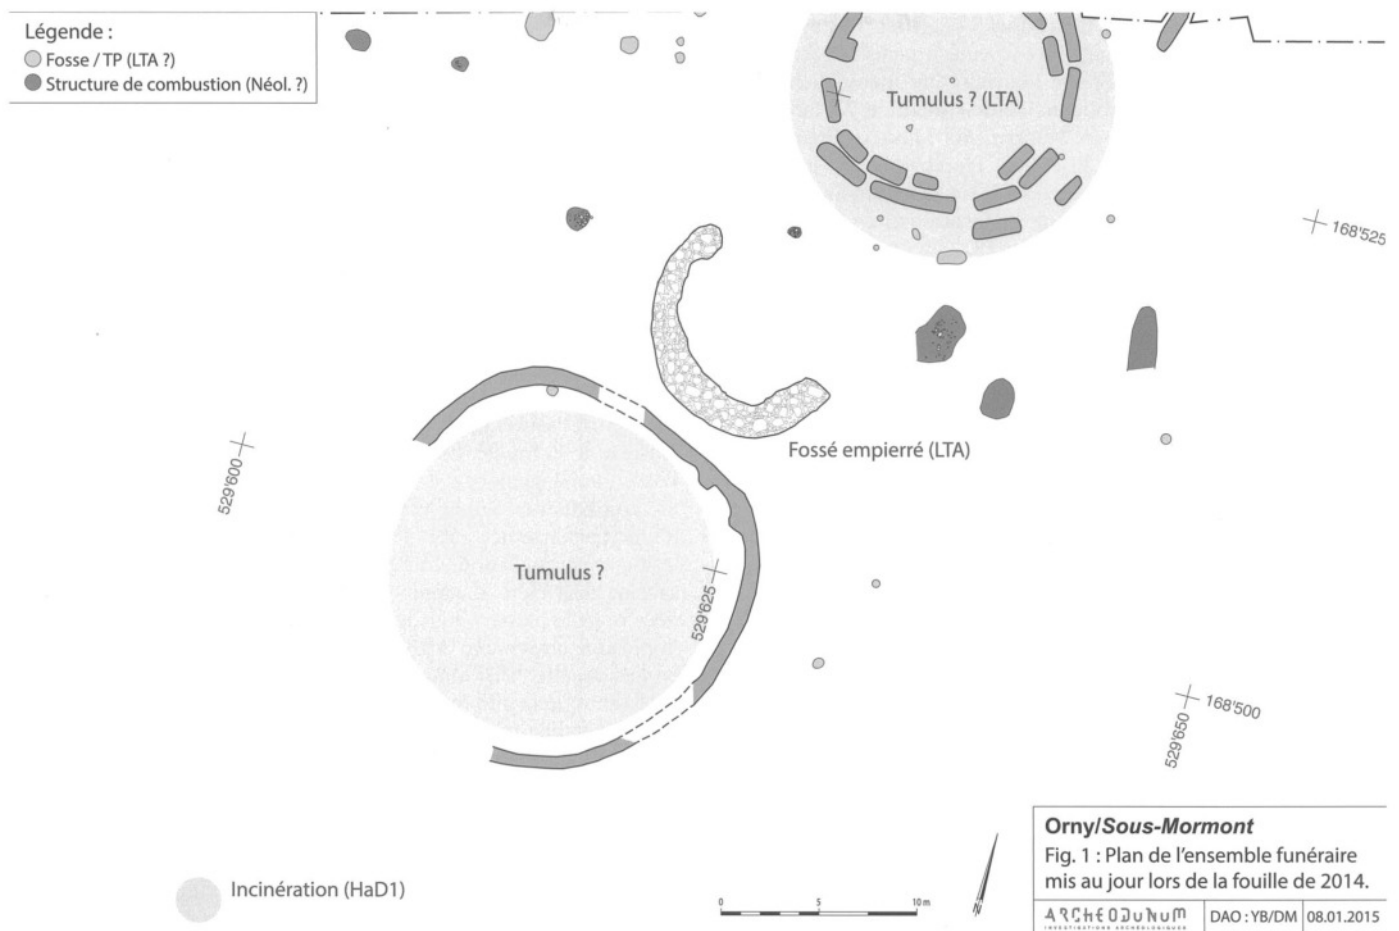 Légende :
Fosse / TP (LTA ?)
Structure de combustion (Néol. ?)
Tumulus ? (LTA)
168'525
Fossé empierré (LTA)
529'600
Tumulus ?
529'625
168'500
529'650
Incinération (HaD1)
0 5 10 m
N
Orny/Sous-Mormont
Fig. 1 : Plan de l'ensemble funéraire
mis au jour lors de la fouille de 2014.
ARCHEODUNUM
INVESTIGATIONS ARCHÉOLOGIQUES
DAO : YB/DM
08.01.2015